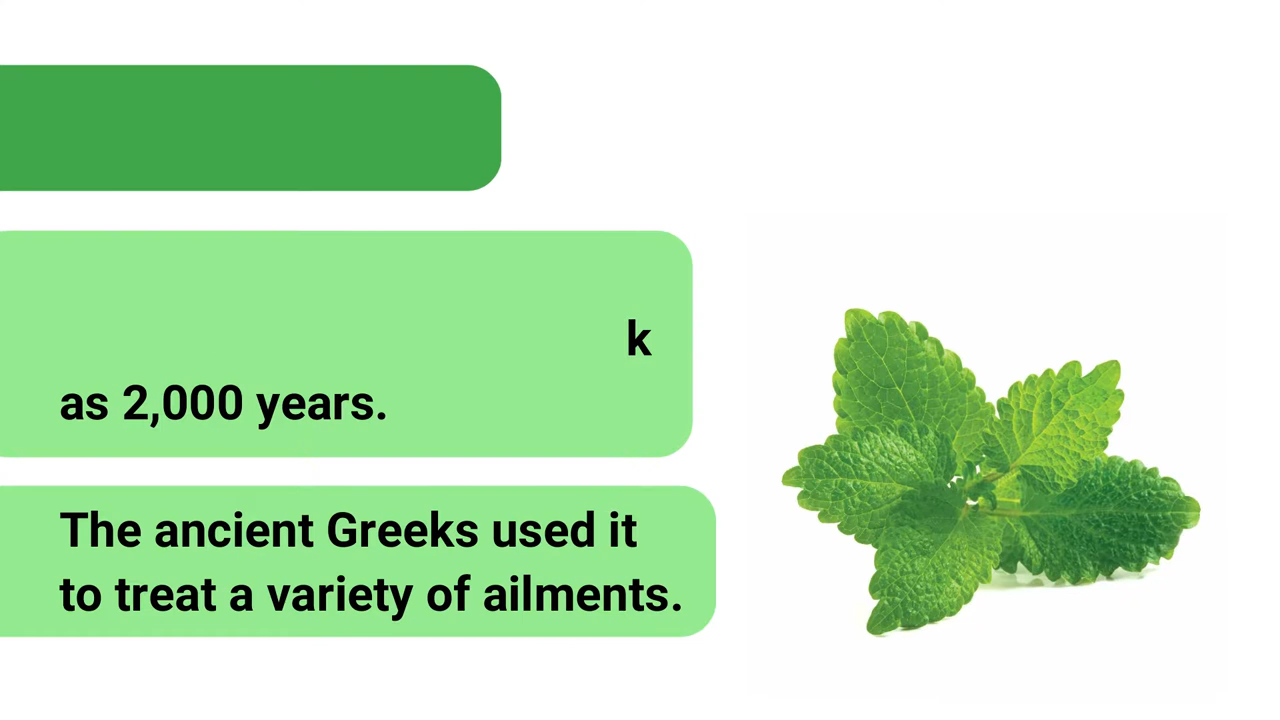 k
as 2,000 years.
The ancient Greeks used it
to treat a variety of ailments.